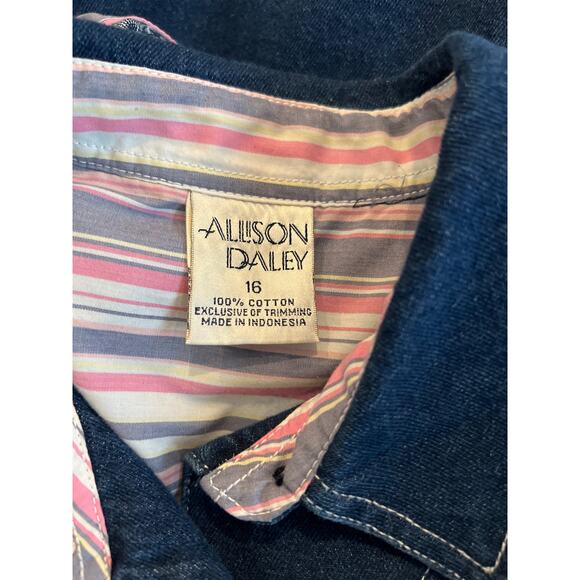 ALLISON
DALEY
16
100% COTTON
EXCLUSIVE OF TRIMMING
MADE IN INDONESIA